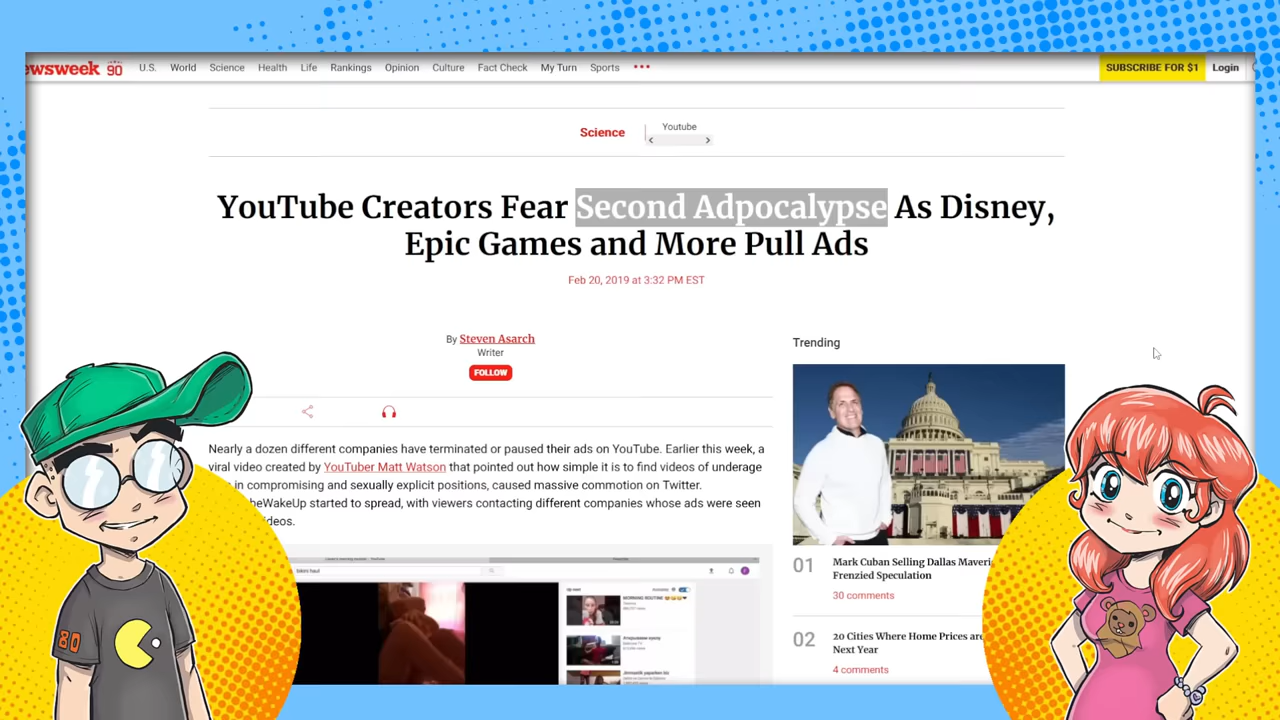 wsweek 90 U.S. World Science Health Life Rankings Opinion Culture Fact Check My Turn Sports ••• SUBSCRIBE FOR $1 Login
Science Youtube
YouTube Creators Fear Second Adpocalypse As Disney,
Epic Games and More Pull Ads
Feb 20, 2019 at 3:32 PM EST
By Steven Asarch
Writer
FOLLOW
Nearly a dozen different companies have terminated or paused their ads on YouTube. Earlier this week, a
viral video created by YouTuber Matt Watson that pointed out how simple it is to find videos of underage
in compromising and sexually explicit positions, caused massive commotion on Twitter.
heWakeUp started to spread, with viewers contacting different companies whose ads were seen
ideos.
bikini haul
MORNING ROUTINE
Trending
01 Mark Cuban Selling Dallas Maveri
Frenzied Speculation
30 comments
02 20 Cities Where Home Prices are
Next Year
4 comments
80